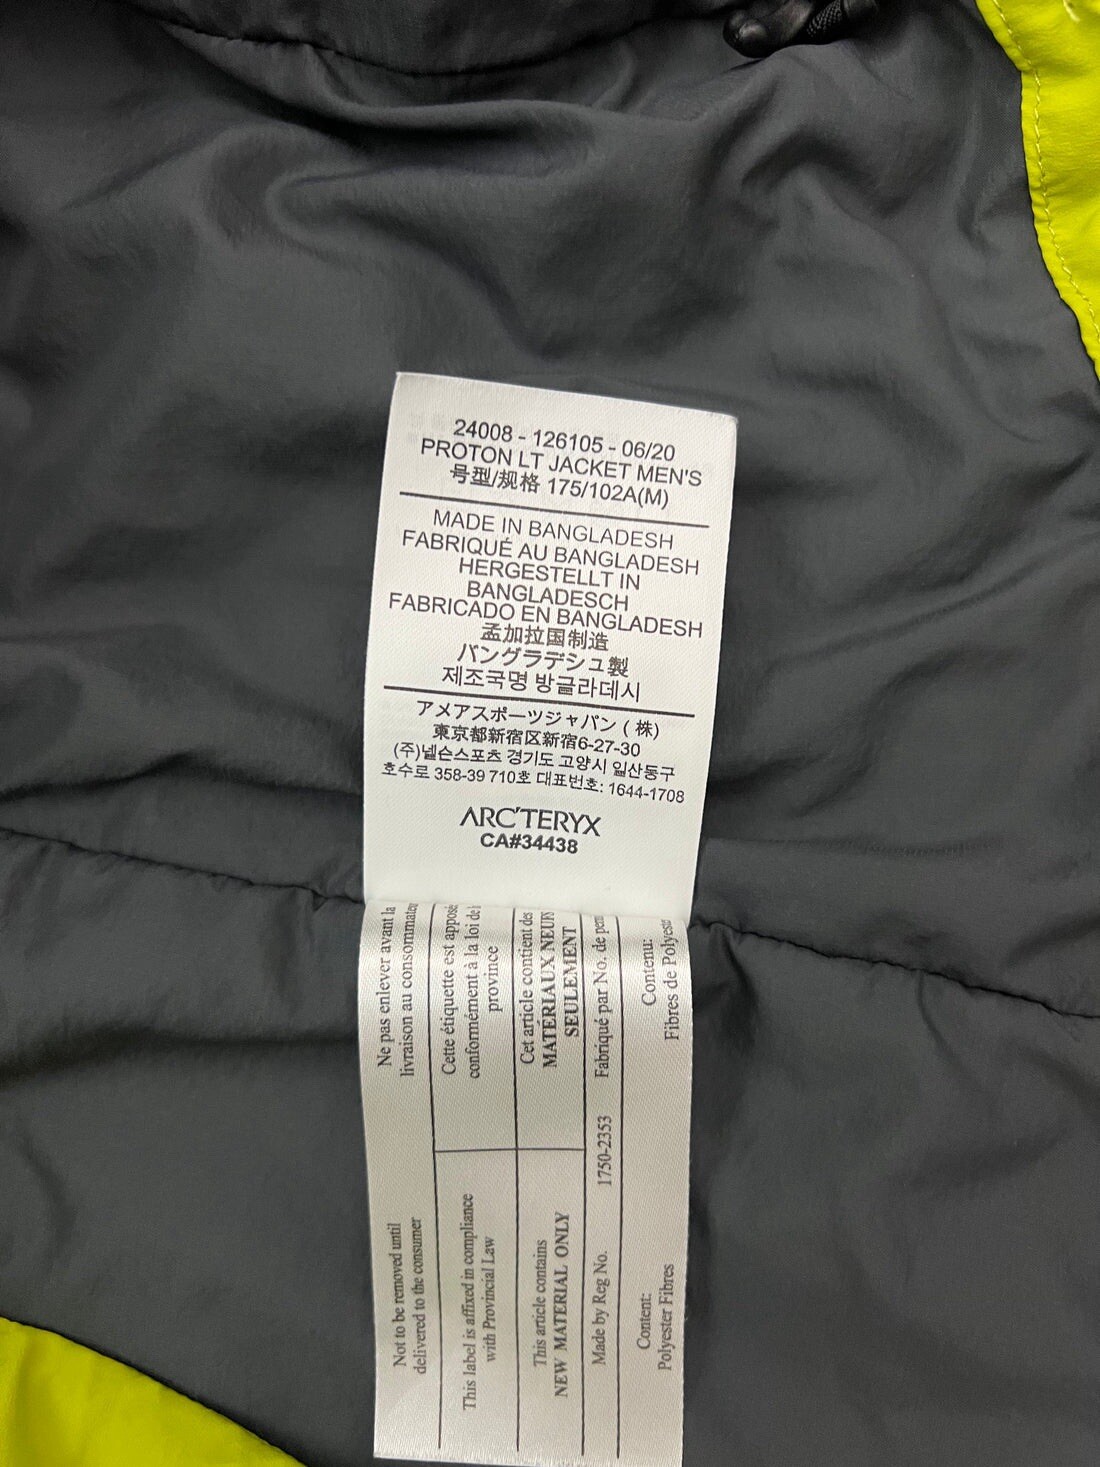 24008 - 126105 - 06/20
PROTON LT JACKET MEN'S
号型/规格 175/102A(M)
MADE IN BANGLADESH
FABRIQUÉ AU BANGLADESH
HERGESTELLT IN
BANGLADESCH
FABRICADO EN BANGLADESH
孟加拉国制造
バングラデシュ製
제조국명 방글라데시
アメアスポーツジャパン ( 株)
東京都新宿区新宿6-27-30
(주)넬슨스포츠 경기도 고양시 일산동구
호수로 358-39 710호 대표번호: 1644-1708
ARC'TERYX
CA#34438
Not to be removed until
delivered to the consumer
Ne pas enlever avant la
livraison au
This label is affixed in compliance
with Provincial Law
Cette étiquette est
conformément à la loi de
province
This article contains
NEW MATERIAL ONLY
Cet article contient des
MATÉRIAUX NEUFS
SEULEMENT
Made by Reg No. 1750-2353 Fabriqué par No. de
Content:
Polyester Fibres
Contenu:
Fibres de